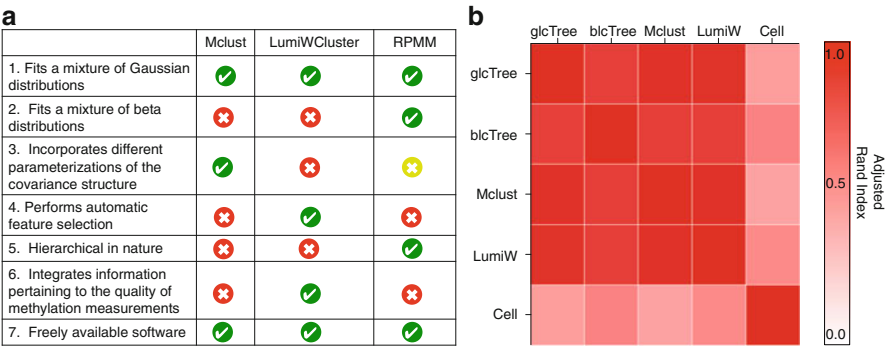 a
Mclust LumiWCluster RPMM
1. Fits a mixture of Gaussian
distributions
2. Fits a mixture of beta
distributions
3. Incorporates different
parameterizations of the
covariance structure
4. Performs automatic
feature selection
5. Hierarchical in nature
6. Integrates information
pertaining to the quality of
methylation measurements
7. Freely available software
b
glcTree blcTree Mclust LumiW Cell
glcTree
blcTree
Mclust
LumiW
Cell
1.0
0.5
0.0
Adjusted
Rand Index